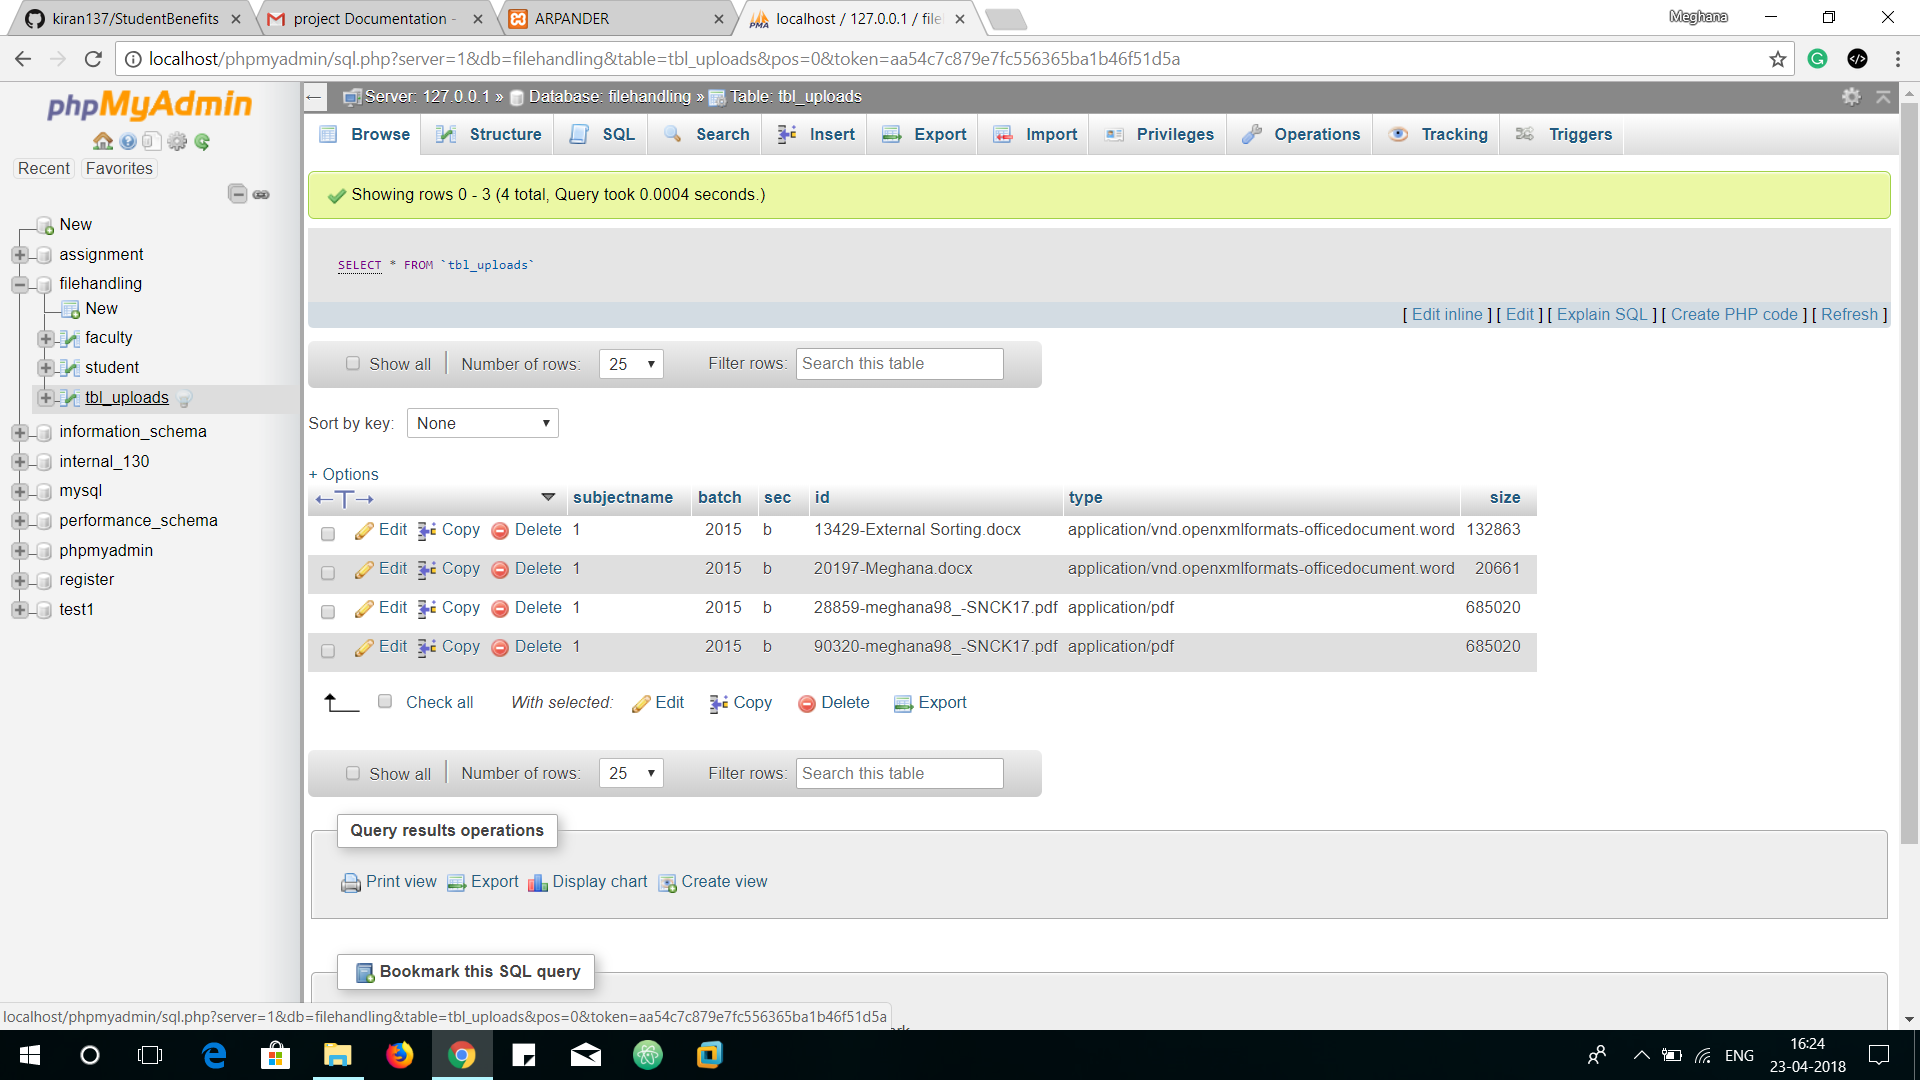 kiran137/StudentBenefits
project Documentation -
ARPANDER
localhost / 127.0.0.1 / file
Meghana
localhost/phpmyadmin/sql.php?server=1&db=filehandling&table=tbl_uploads&pos=0&token=aa54c7c879e7fc556365ba1b46f51d5a
phpMyAdmin
Recent Favorites
New
assignment
filehandling
New
faculty
student
tbl_uploads
information_schema
internal_130
mysql
performance_schema
phpmyadmin
register
test1
Server: 127.0.0.1 » Database: filehandling » Table: tbl_uploads
Browse Structure SQL Search Insert Export Import Privileges Operations Tracking Triggers
Showing rows 0 - 3 (4 total, Query took 0.0004 seconds.)
SELECT * FROM `tbl_uploads`
[ Edit inline ] [ Edit ] [ Explain SQL ] [ Create PHP code ] [ Refresh ]
Show all Number of rows: 25 Filter rows: Search this table
Sort by key: None
+ Options
subjectname batch sec id type size
Edit Copy Delete 1 2015 b 13429-External Sorting.docx application/vnd.openxmlformats-officedocument.word 132863
Edit Copy Delete 1 2015 b 20197-Meghana.docx application/vnd.openxmlformats-officedocument.word 20661
Edit Copy Delete 1 2015 b 28859-meghana98_-SNCK17.pdf application/pdf 685020
Edit Copy Delete 1 2015 b 90320-meghana98_-SNCK17.pdf application/pdf 685020
Check all With selected: Edit Copy Delete Export
Show all Number of rows: 25 Filter rows: Search this table
Query results operations
Print view Export Display chart Create view
Bookmark this SQL query
localhost/phpmyadmin/sql.php?server=1&db=filehandling&table=tbl_uploads&pos=0&token=aa54c7c879e7fc556365ba1b46f51d5a
ENG
16:24
23-04-2018